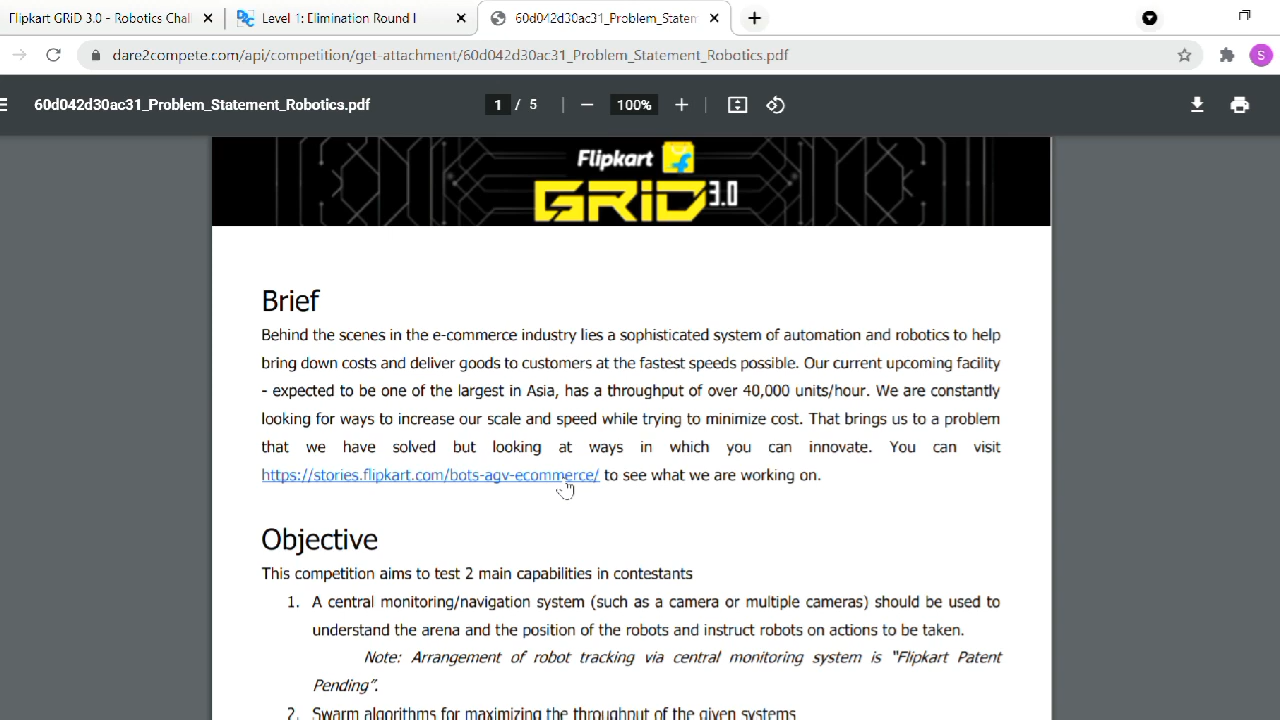 Flipkart GRiD 3.0 - Robotics Chall
Level 1: Elimination Round I
60d042d30ac31_Problem_Statem
dare2compete.com/api/competition/get-attachment/60d042d30ac31_Problem_Statement_Robotics.pdf
S
60d042d30ac31_Problem_Statement_Robotics.pdf
1 / 5
100%
Flipkart
GRiD 3.0
Brief
Behind the scenes in the e-commerce industry lies a sophisticated system of automation and robotics to help
bring down costs and deliver goods to customers at the fastest speeds possible. Our current upcoming facility
- expected to be one of the largest in Asia, has a throughput of over 40,000 units/hour. We are constantly
looking for ways to increase our scale and speed while trying to minimize cost. That brings us to a problem
that we have solved but looking at ways in which you can innovate. You can visit
https://stories.flipkart.com/bots-agv-ecommerce/ to see what we are working on.
Objective
This competition aims to test 2 main capabilities in contestants
1. A central monitoring/navigation system (such as a camera or multiple cameras) should be used to
understand the arena and the position of the robots and instruct robots on actions to be taken.
Note: Arrangement of robot tracking via central monitoring system is "Flipkart Patent
Pending".
2. Swarm algorithms for maximizing the throughput of the given systems